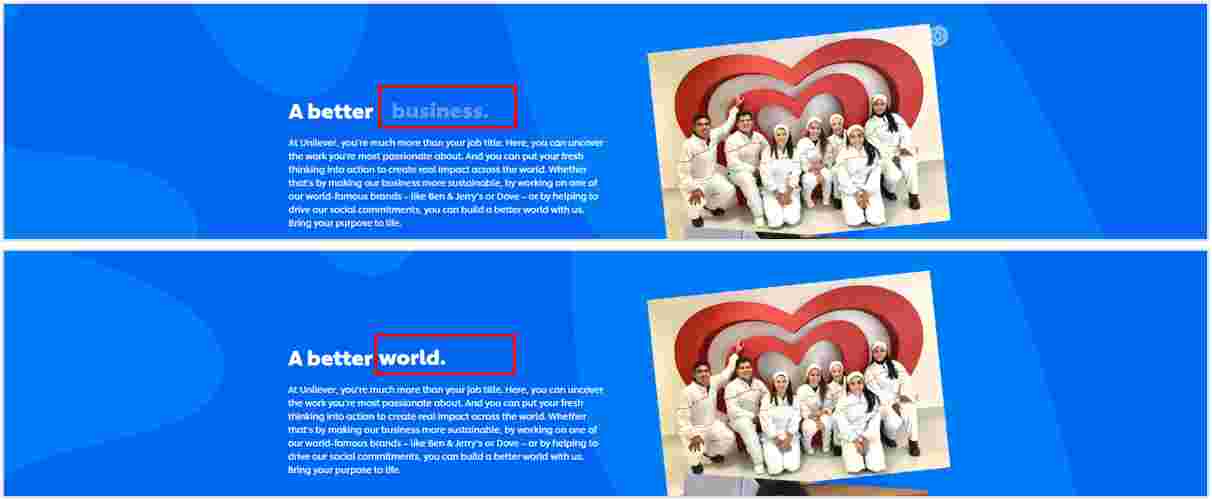 A better business.
At Unilever, you're much more than your job title. Here, you can uncover
the work you're most passionate about. And you can put your fresh
thinking into action to create real impact across the world. Whether
that's by making our business more sustainable, by working on one of
our world-famous brands – like Ben & Jerry's or Dove – or by helping to
drive our social commitments, you can build a better world with us.
Bring your purpose to life.
A better world.
At Unilever, you're much more than your job title. Here, you can uncover
the work you're most passionate about. And you can put your fresh
thinking into action to create real impact across the world. Whether
that's by making our business more sustainable, by working on one of
our world-famous brands – like Ben & Jerry's or Dove – or by helping to
drive our social commitments, you can build a better world with us.
Bring your purpose to life.